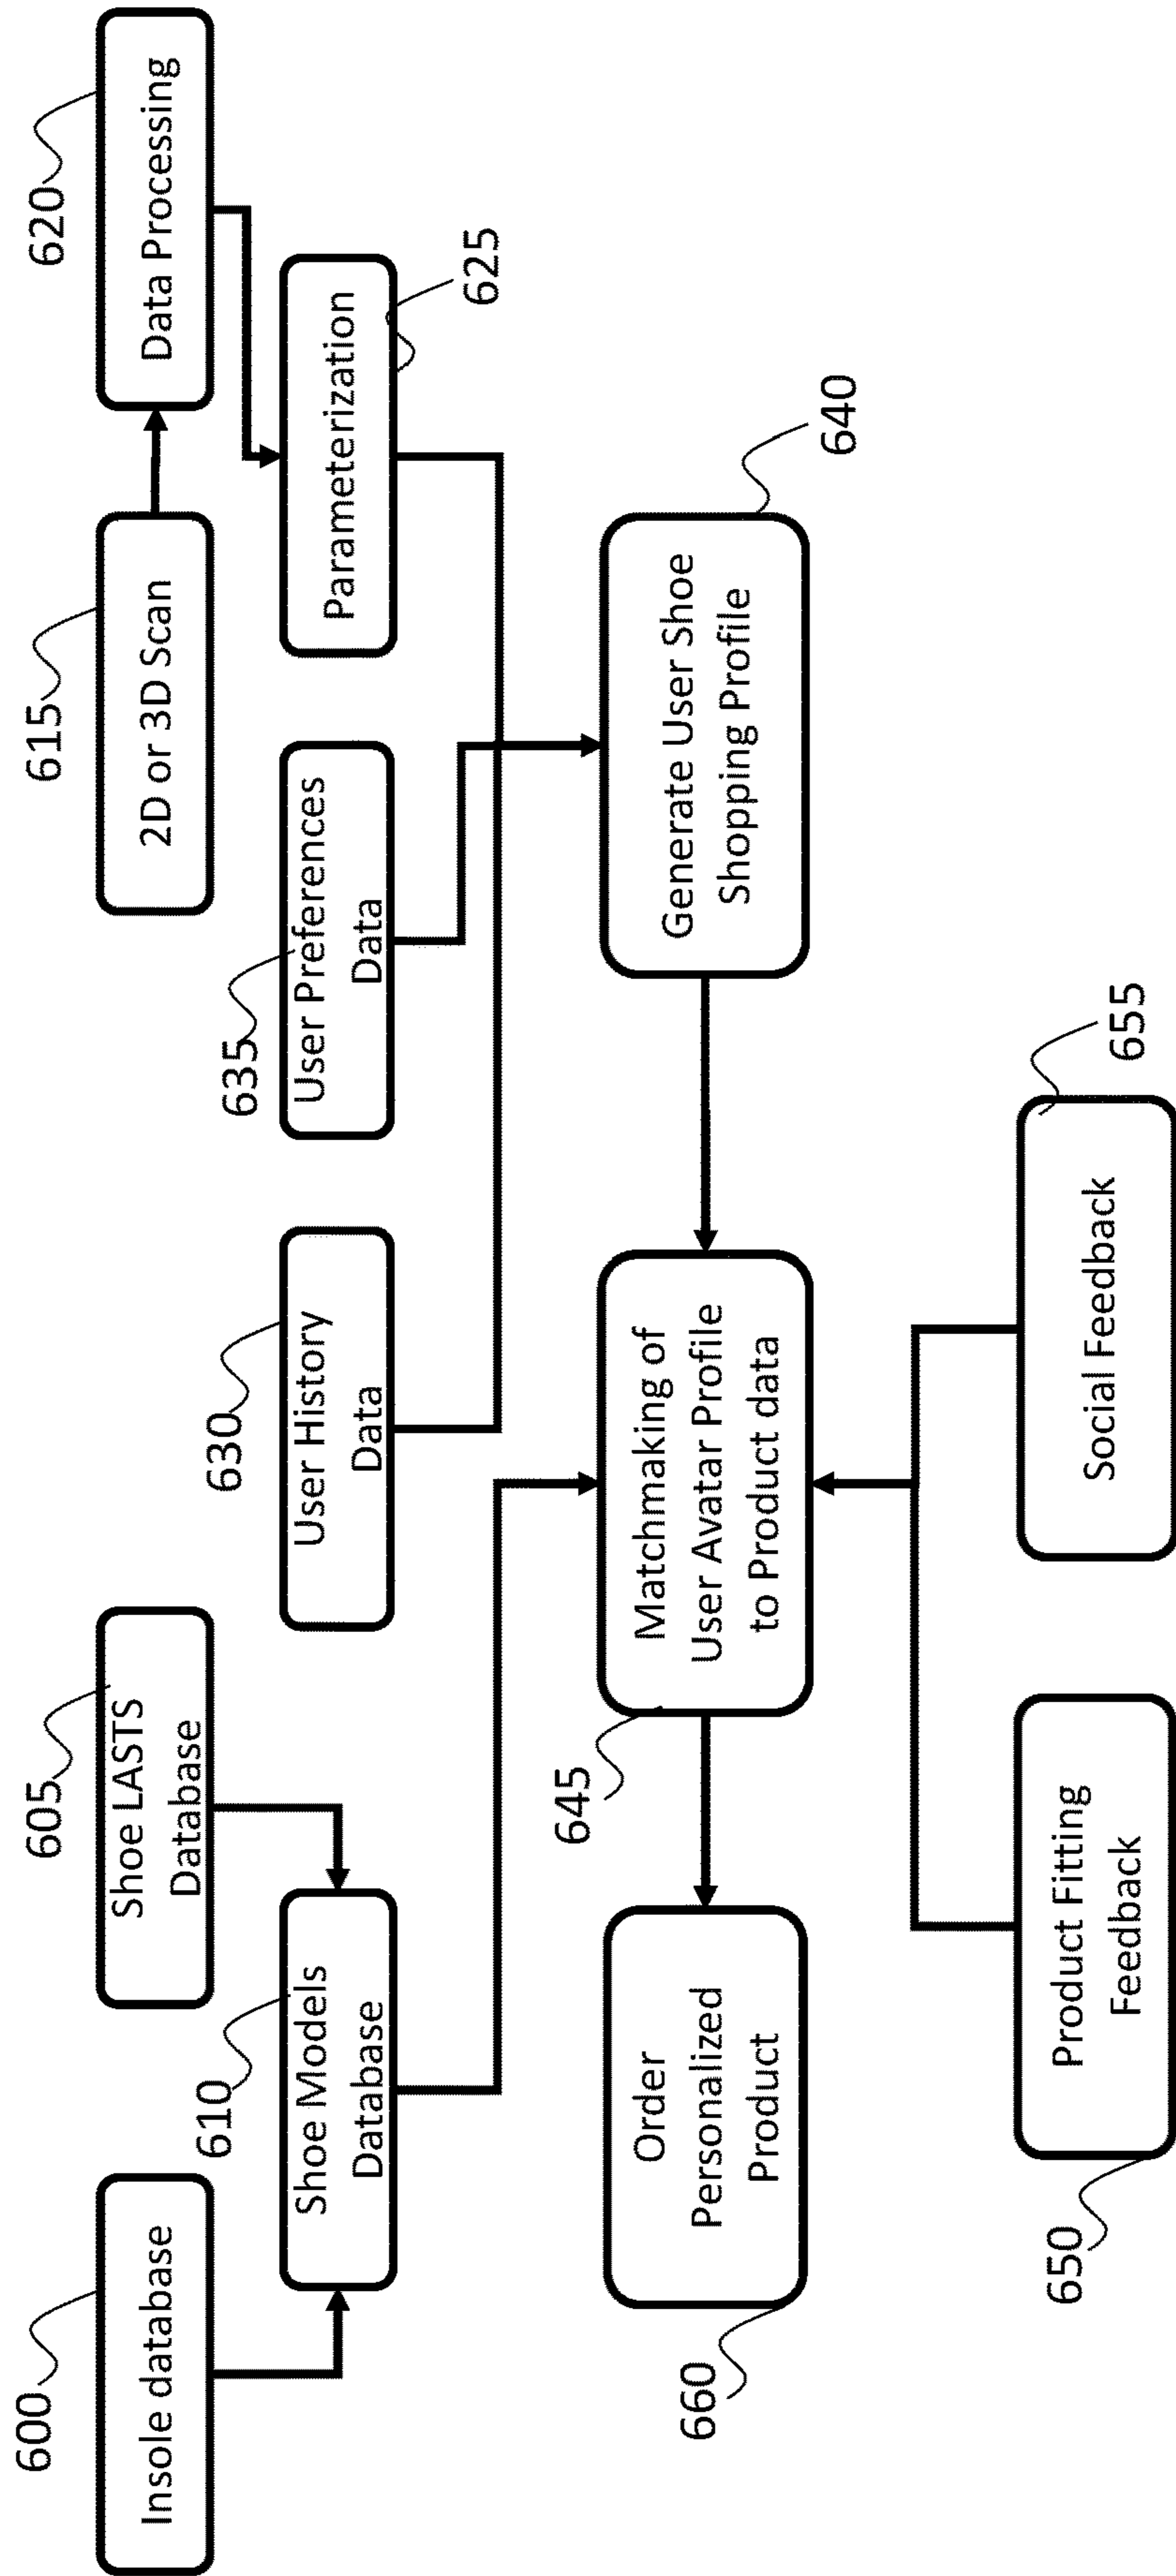 600
605
615
620
Insole database
Shoe LASTS
Database
2D or 3D Scan
Data Processing
610
630
635
625
Shoe Models
Database
User History
Data
User Preferences
Data
Parameterization
645
640
Order
Personalized
Product
Matchmaking of
User Avatar Profile
to Product data
Generate User Shoe
Shopping Profile
660
650
655
Product Fitting
Feedback
Social Feedback